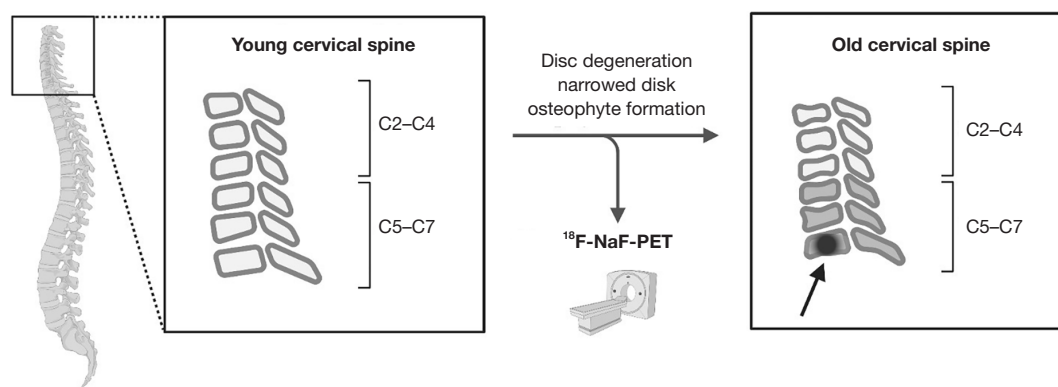 Young cervical spine
C2–C4
C5–C7
Disc degeneration
narrowed disk
osteophyte formation
¹⁸F-NaF-PET
Old cervical spine
C2–C4
C5–C7